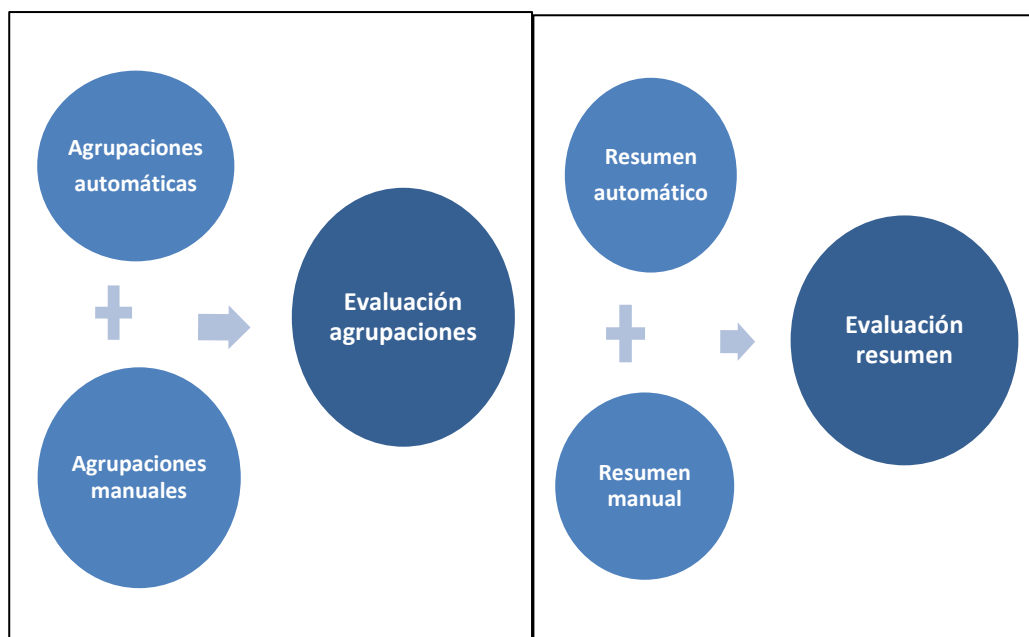 Agrupaciones
automáticas
Agrupaciones
manuales
Evaluación
agrupaciones
Resumen
automático
Resumen
manual
Evaluación
resumen